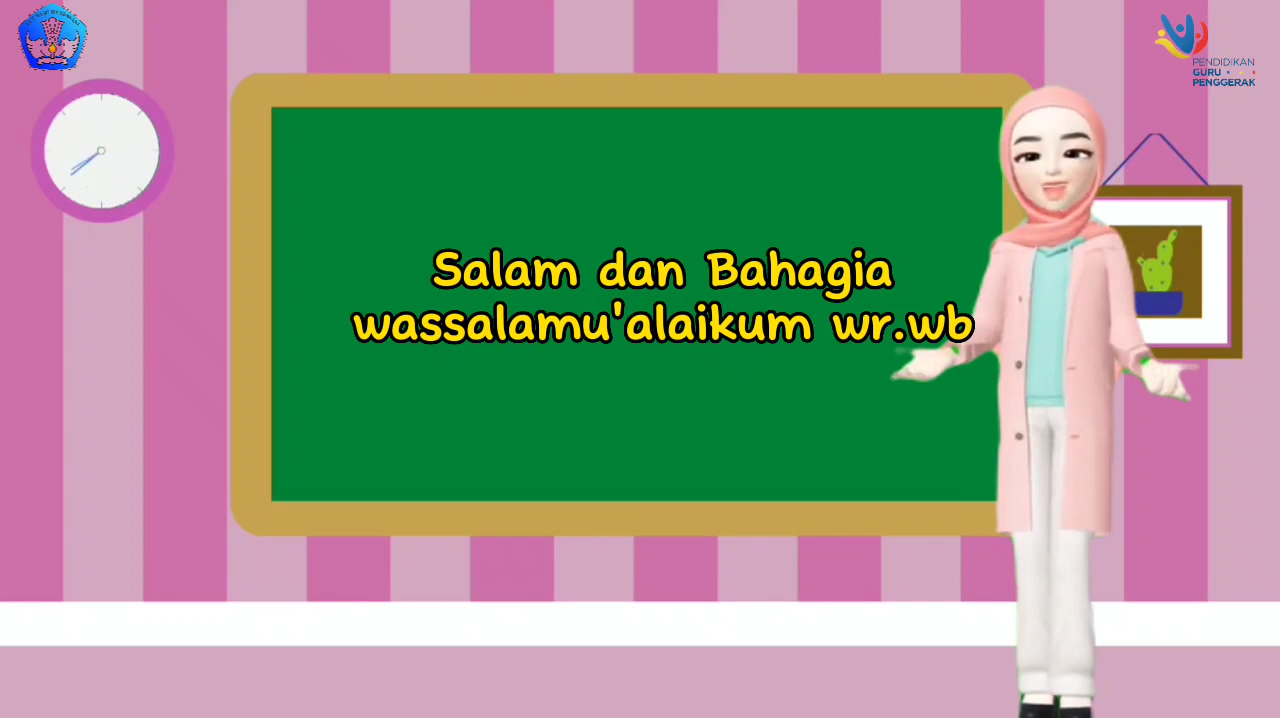 PENDIDIKAN
GURU
PENGGERAK
Salam dan Bahagia
wassalamu'alaikum wr.wb